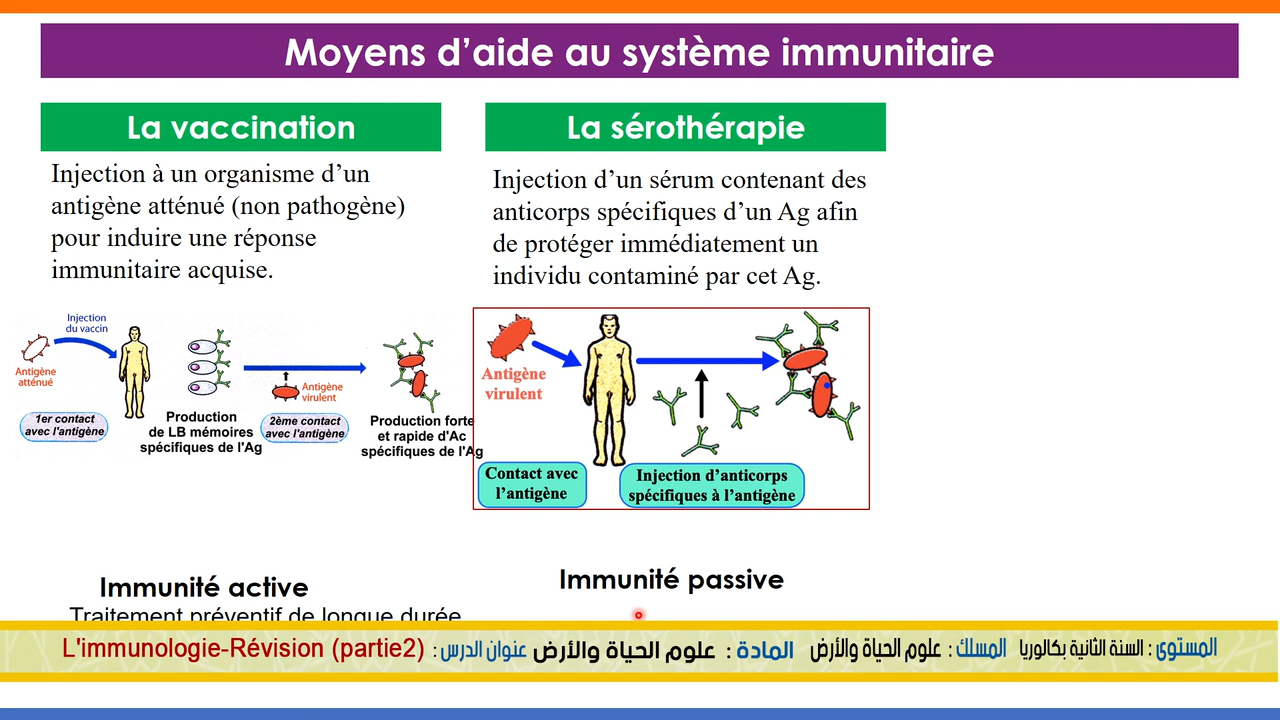 Moyens d’aide au système immunitaire
La vaccination
Injection à un organisme d’un
antigène atténué (non pathogène)
pour induire une réponse
immunitaire acquise.
Injection
du vaccin
Antigène
atténué
1er contact
avec l'antigène
Production
de LB mémoires
spécifiques de l'Ag
Antigène
virulent
2ème contact
avec l'antigène
Production forte
et rapide d'Ac
spécifiques de l'Ag
Immunité active
Traitement préventif de longue durée
La sérothérapie
Injection d’un sérum contenant des
anticorps spécifiques d’un Ag afin
de protéger immédiatement un
individu contaminé par cet Ag.
Antigène
virulent
Contact avec
l’antigène
Injection d’anticorps
spécifiques à l’antigène
Immunité passive
المستوى : السنة الثانية بكالوريا المسلك : علوم الحياة والأرض المادة : علوم الحياة والأرض عنوان الدرس : L'immunologie-Révision (partie2)